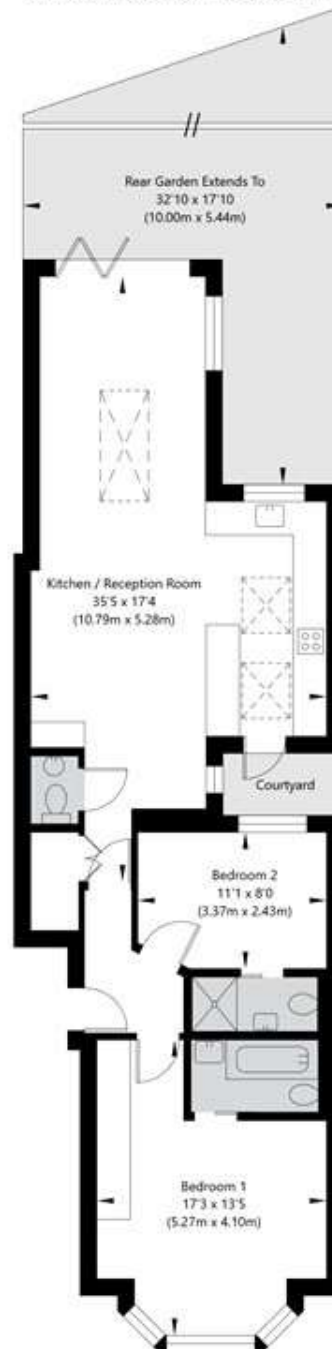 Rear Garden Extends To
32'10 x 17'10
(10.00m x 5.44m)
Kitchen / Reception Room
35'5 x 17'4
(10.79m x 5.28m)
Courtyard
Bedroom 2
11'1 x 8'0
(3.37m x 2.43m)
Bedroom 1
17'3 x 13'5
(5.27m x 4.10m)